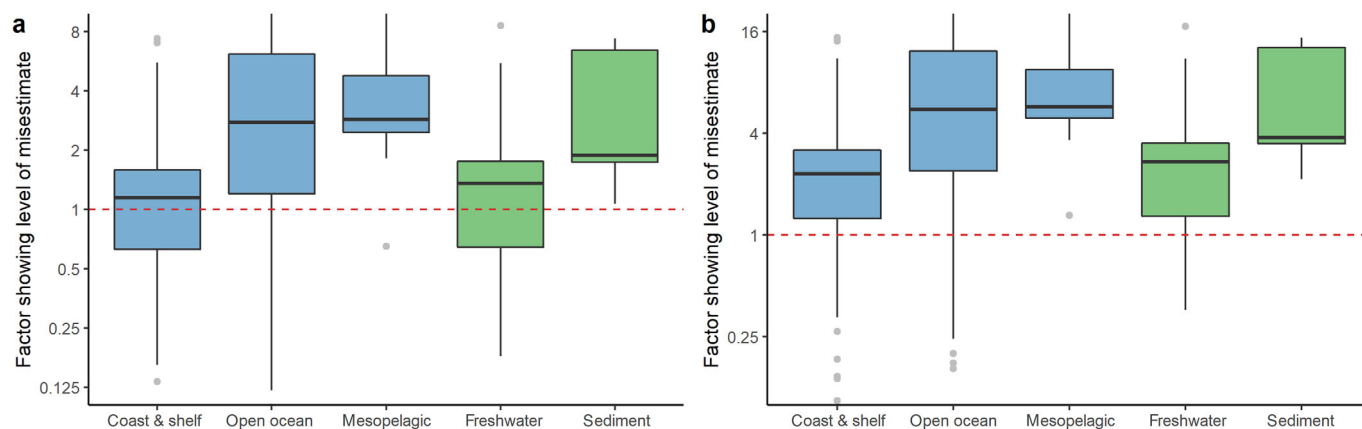 a
Factor showing level of misestimate
8
4
2
1
0.5
0.25
0.125
Coast & shelf Open ocean Mesopelagic Freshwater Sediment
b
Factor showing level of misestimate
16
4
1
0.25
Coast & shelf Open ocean Mesopelagic Freshwater Sediment